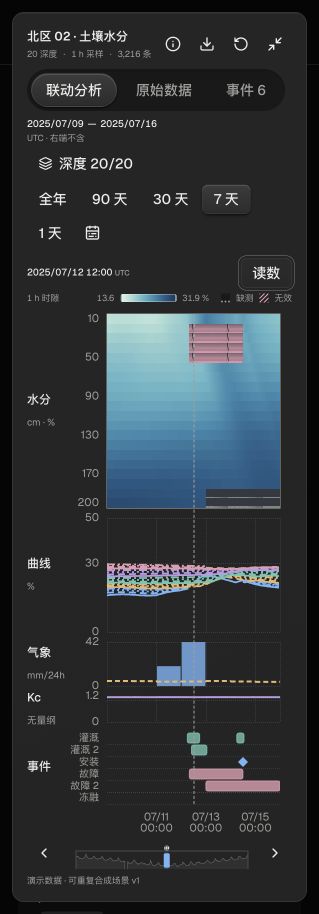 北区 02 · 土壤水分
20 深度 · 1 h 采样 · 3,216 条
联动分析 原始数据 事件 6
2025/07/09 — 2025/07/16
UTC · 右端不含
深度 20/20
全年 90 天 30 天 7 天
1 天
2025/07/12 12:00 UTC 读数
1 h 时隙 13.6 31.9 % 缺测 无效
10
50
水分 90
cm · %
130
170
200
50
曲线 30
%
0
42
气象
mm/24h
0
Kc 1.2
无量纲 0
灌溉
灌溉 2
事件 安装
故障
故障 2
冻融
07/11 07/13 07/15
00:00 00:00 00:00
演示数据 · 可重复合成场景 v1